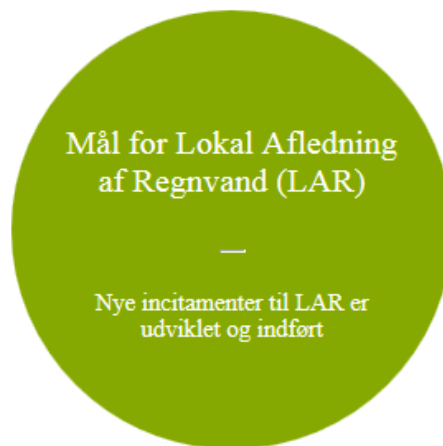 Mål for Lokal Afledning
af Regnvand (LAR)
—
Nye incitamenter til LAR er
udviklet og indført